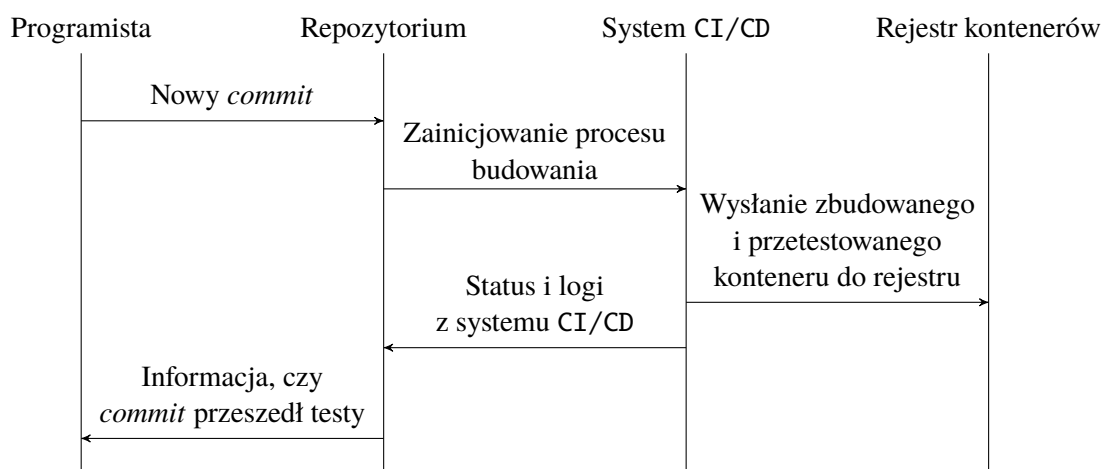 Programista Repozytorium System CI/CD Rejestr kontenerów
Nowy commit
Zainicjowanie procesu
budowania
Wysłanie zbudowanego
i przetestowanego
konteneru do rejestru
Status i logi
z systemu CI/CD
Informacja, czy
commit przeszedł testy